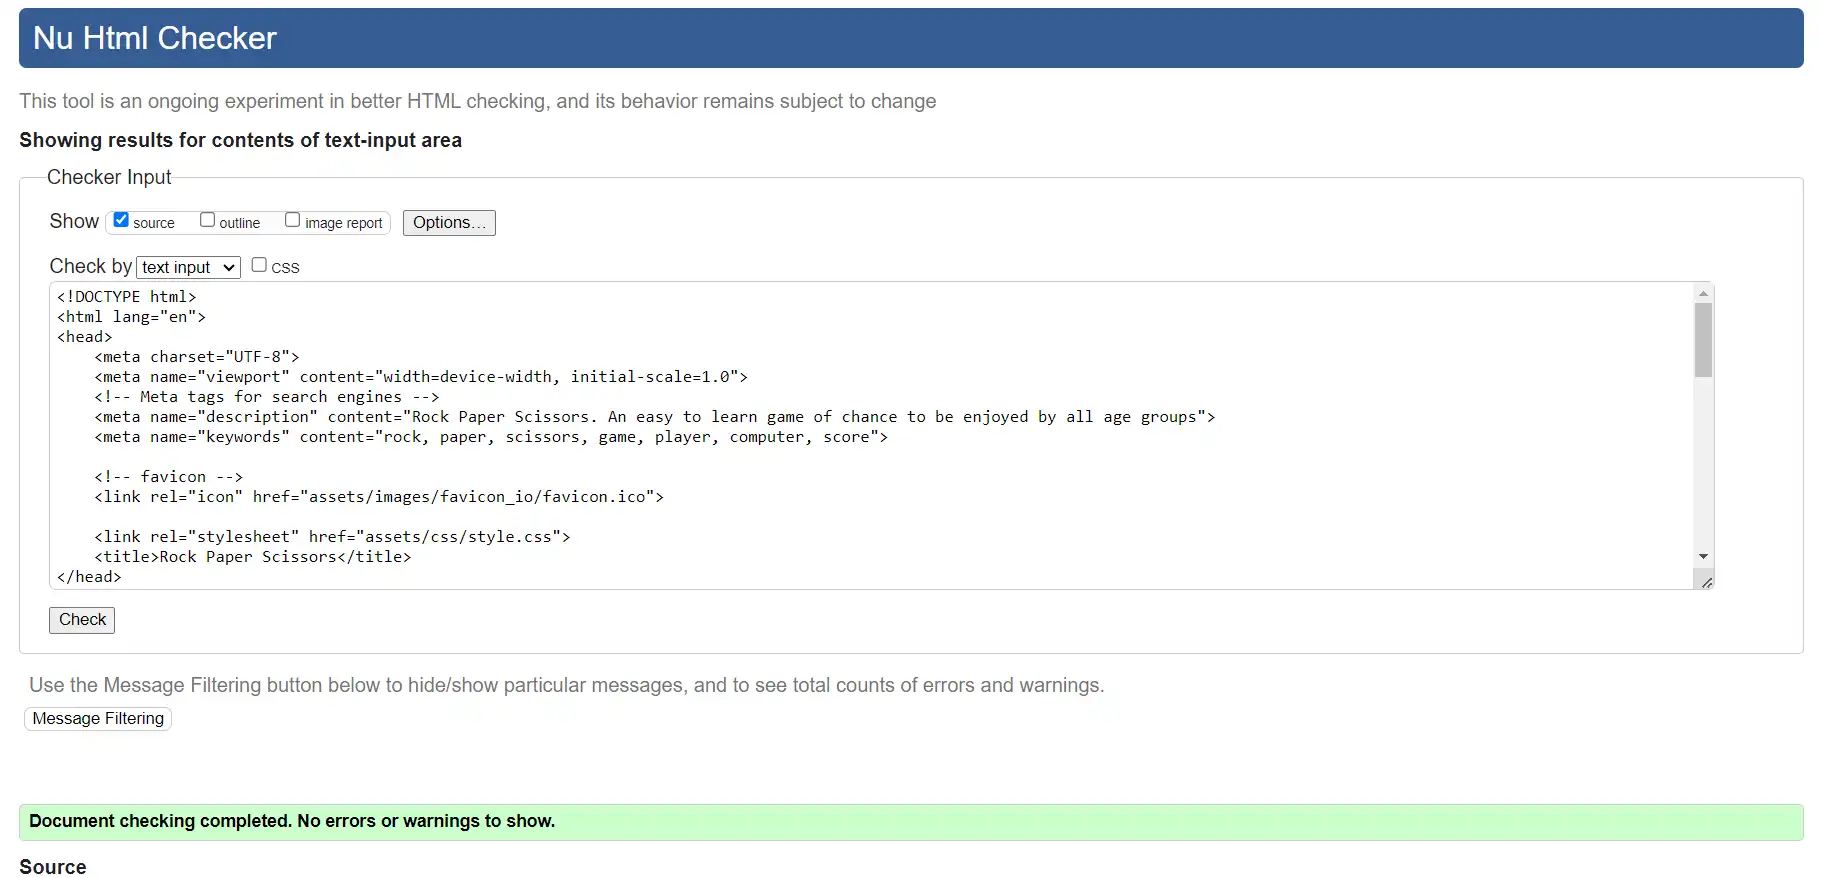 Nu Html Checker
This tool is an ongoing experiment in better HTML checking, and its behavior remains subject to change
Showing results for contents of text-input area
Checker Input
Show source outline image report Options…
Check by text input CSS
<!DOCTYPE html>
<html lang="en">
<head>
    <meta charset="UTF-8">
    <meta name="viewport" content="width=device-width, initial-scale=1.0">
    <!-- Meta tags for search engines -->
    <meta name="description" content="Rock Paper Scissors. An easy to learn game of chance to be enjoyed by all age groups">
    <meta name="keywords" content="rock, paper, scissors, game, player, computer, score">
    <!-- favicon -->
    <link rel="icon" href="assets/images/favicon_io/favicon.ico">
    <link rel="stylesheet" href="assets/css/style.css">
    <title>Rock Paper Scissors</title>
</head>
Check
Use the Message Filtering button below to hide/show particular messages, and to see total counts of errors and warnings.
Message Filtering
Document checking completed. No errors or warnings to show.
Source